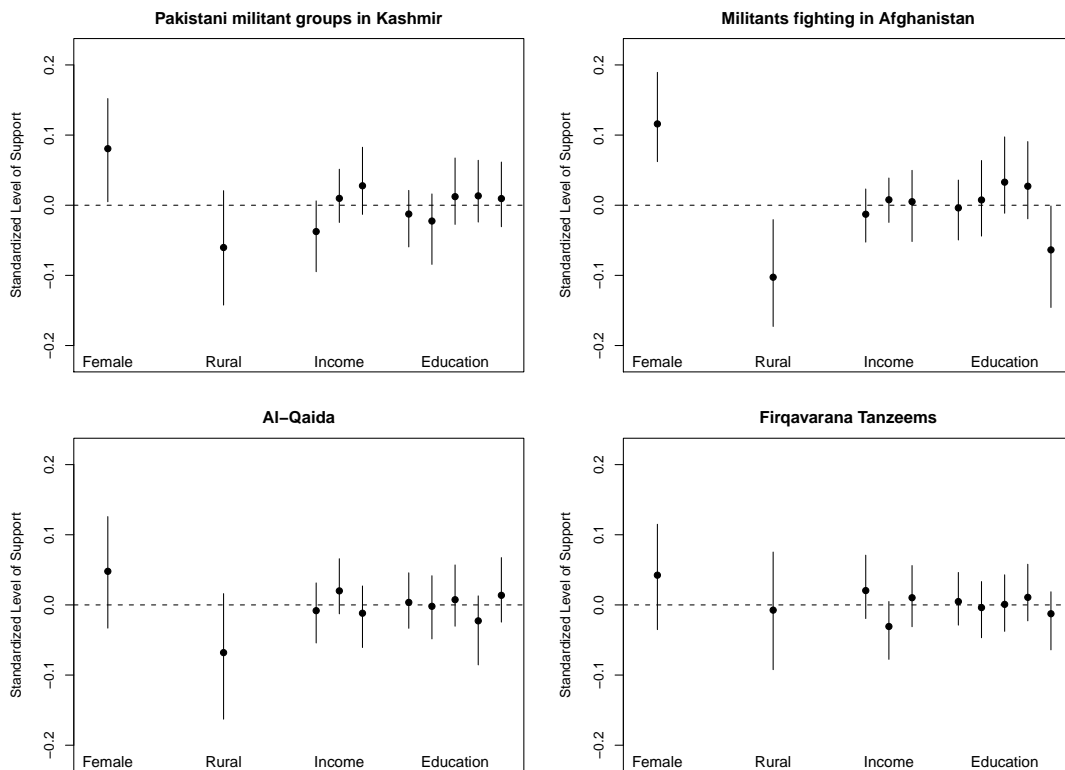 Pakistani militant groups in Kashmir
Standardized Level of Support
0.2
0.1
0.0
−0.1
−0.2
Female Rural Income Education
Militants fighting in Afghanistan
Standardized Level of Support
0.2
0.1
0.0
−0.1
−0.2
Female Rural Income Education
Al−Qaida
Standardized Level of Support
0.2
0.1
0.0
−0.1
−0.2
Female Rural Income Education
Firqavarana Tanzeems
Standardized Level of Support
0.2
0.1
0.0
−0.1
−0.2
Female Rural Income Education